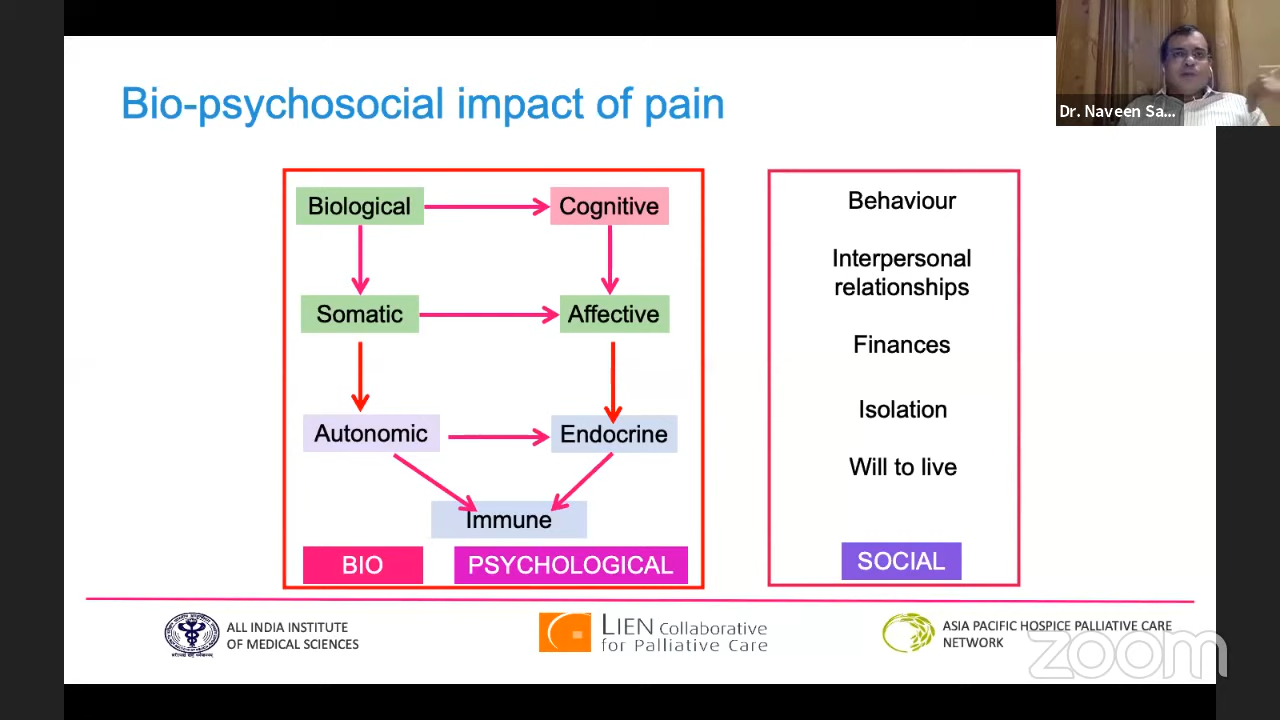 Bio-psychosocial impact of pain
Dr. Naveen Sa...
Biological
Cognitive
Somatic
Affective
Autonomic
Endocrine
Immune
BIO
PSYCHOLOGICAL
Behaviour
Interpersonal
relationships
Finances
Isolation
Will to live
SOCIAL
ALL INDIA INSTITUTE
OF MEDICAL SCIENCES
LIEN Collaborative
for Palliative Care
ASIA PACIFIC HOSPICE PALLIATIVE CARE
NETWORK
zoom